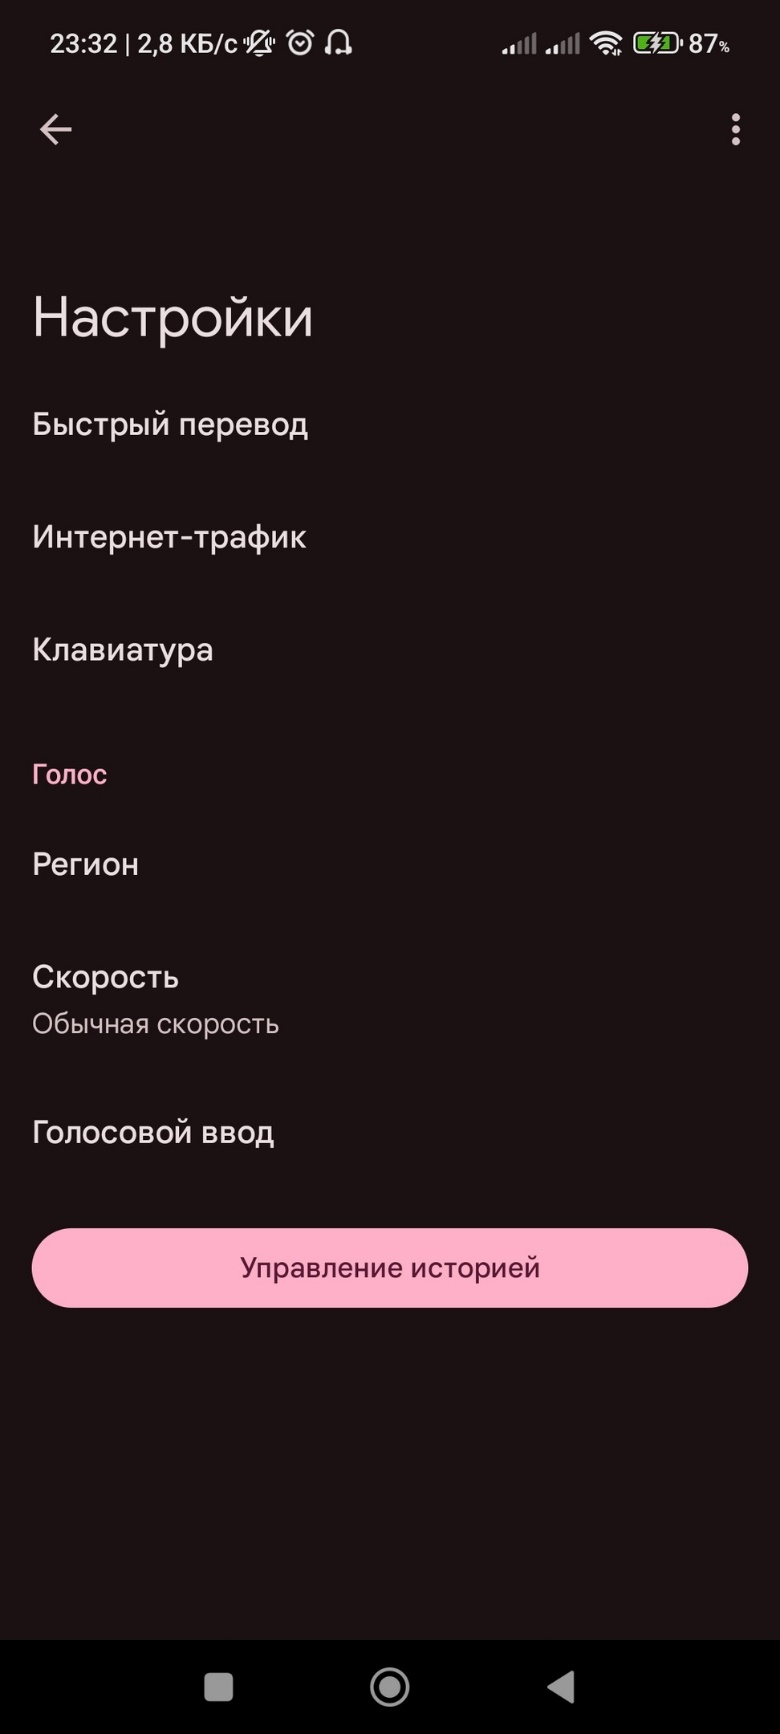 23:32 | 2,8 КБ/с 87%
Настройки
Быстрый перевод
Интернет-трафик
Клавиатура
Голос
Регион
Скорость
Обычная скорость
Голосовой ввод
Управление историей